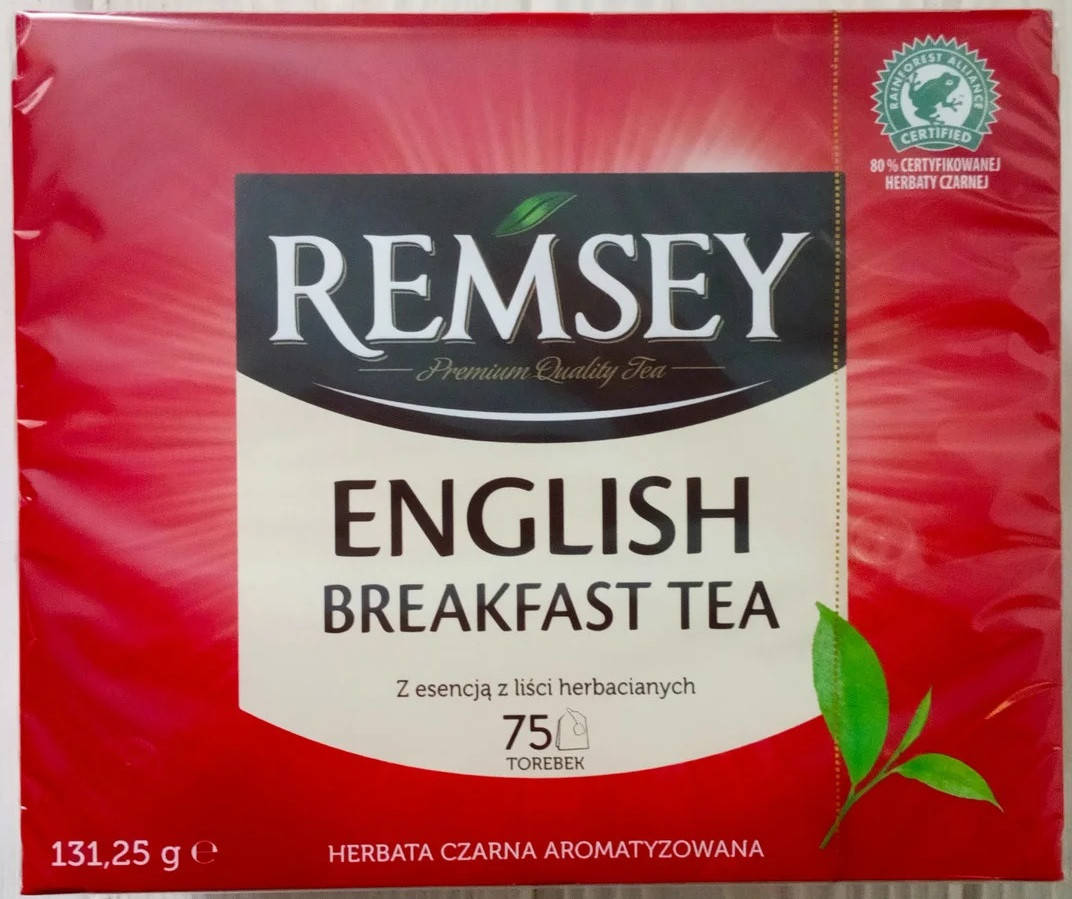 RAINFOREST ALLIANCE
CERTIFIED
80 % CERTYFIKOWANEJ
HERBATY CZARNEJ
REMSEY
Premium Quality Tea
ENGLISH
BREAKFAST TEA
Z esencją z liści herbacianych
75
TOREBEK
131,25 g ℮
HERBATA CZARNA AROMATYZOWANA